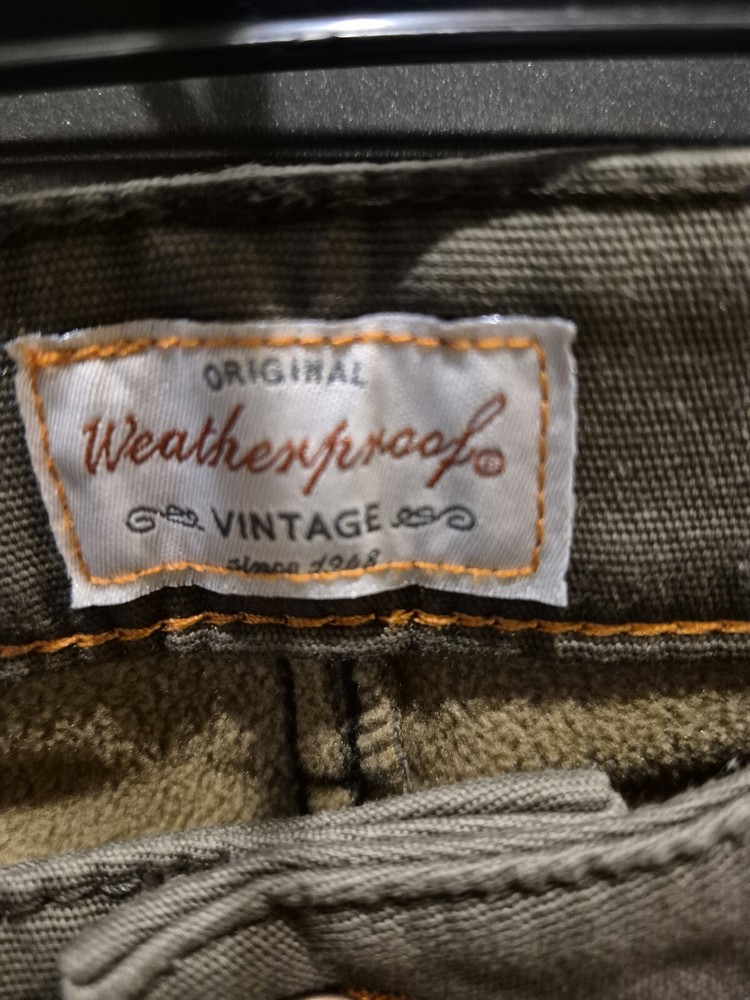 ORIGINAL
Weatherproof®
VINTAGE
since 1948